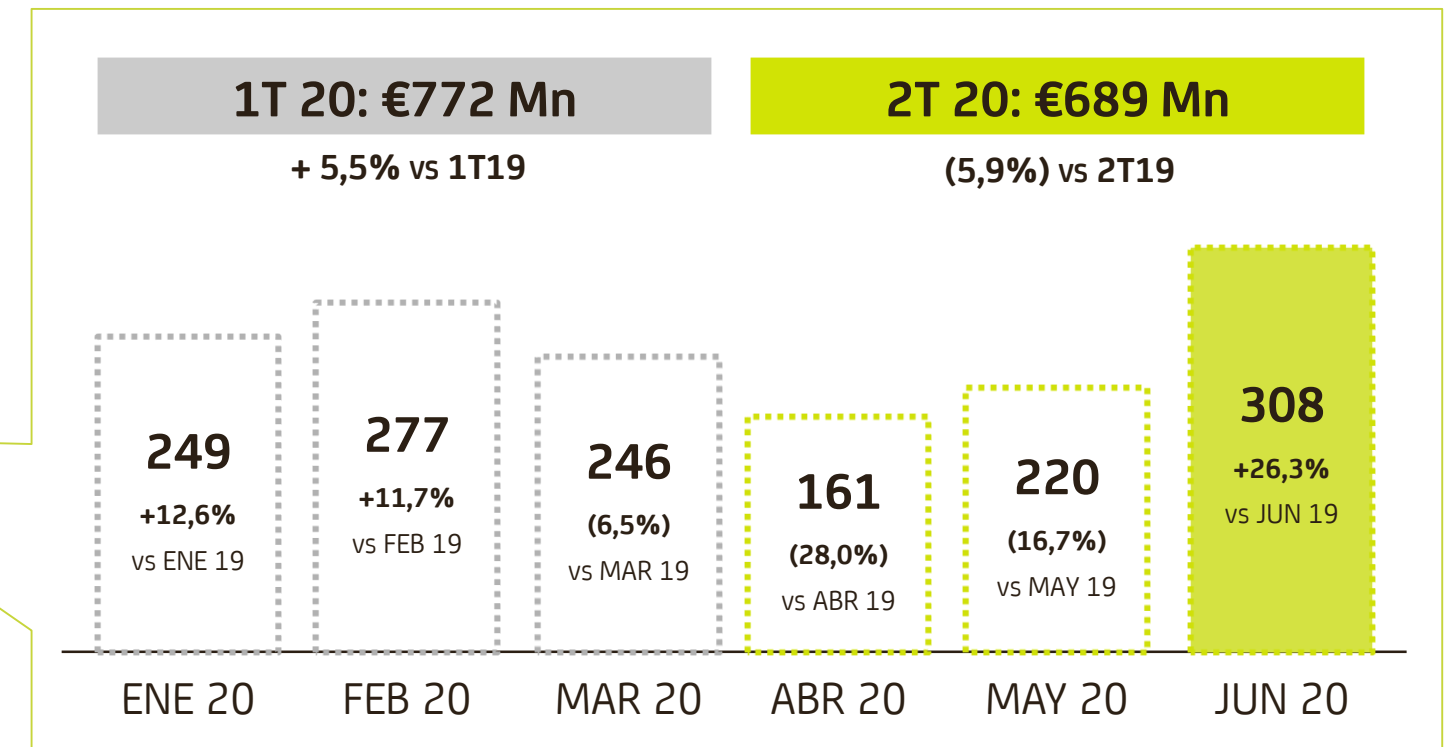 1T 20: €772 Mn
+ 5,5% vs 1T19
2T 20: €689 Mn
(5,9%) vs 2T19
249
+12,6%
vs ENE 19
277
+11,7%
vs FEB 19
246
(6,5%)
vs MAR 19
161
(28,0%)
vs ABR 19
220
(16,7%)
vs MAY 19
308
+26,3%
vs JUN 19
ENE 20
FEB 20
MAR 20
ABR 20
MAY 20
JUN 20